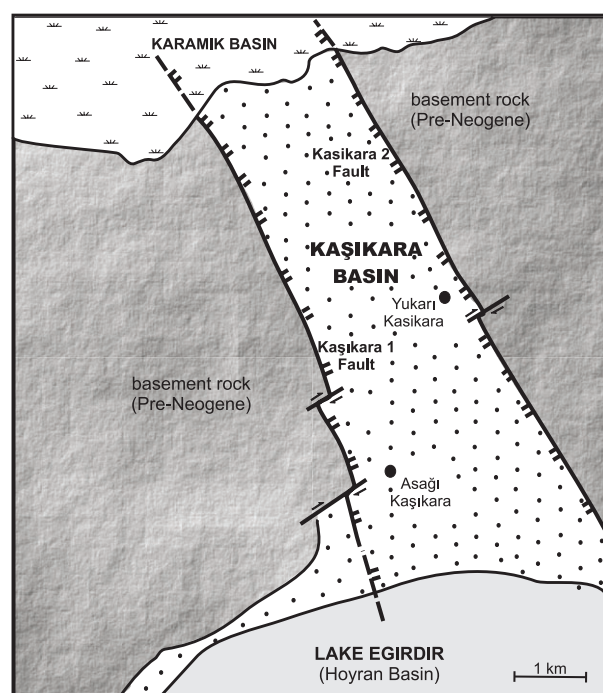 KARAMIK BASIN
basement rock
(Pre-Neogene)
Kasikara 2
Fault
KAŞIKARA
BASIN
Yukarı
Kasikara
Kaşıkara 1
Fault
basement rock
(Pre-Neogene)
Asağı
Kaşıkara
LAKE EGIRDIR
(Hoyran Basin)
1 km